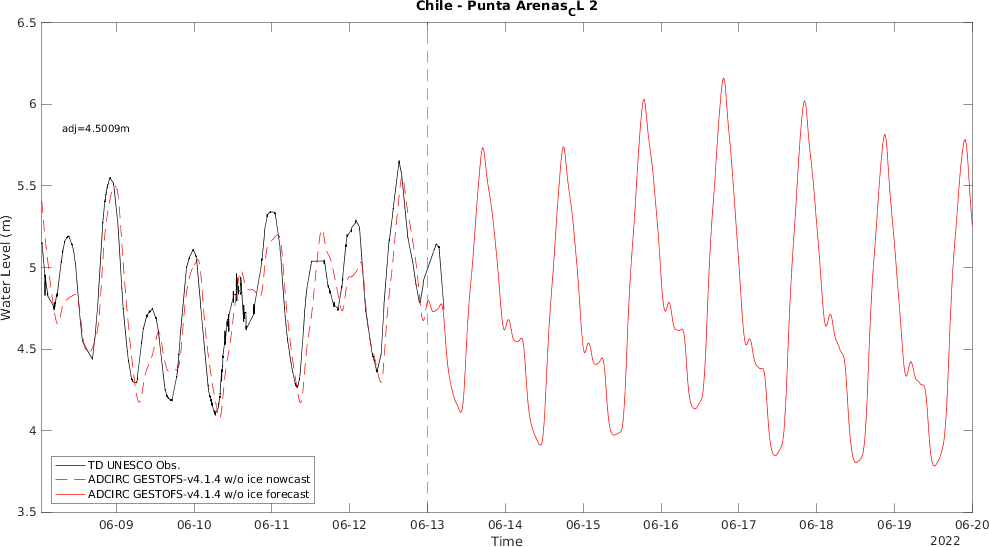 Chile - Punta Arenas_CL 2
6.5
6
5.5
5
4.5
4
3.5
Water Level (m)
adj=4.5009m
TD UNESCO Obs.
ADCIRC GESTOFS-v4.1.4 w/o ice nowcast
ADCIRC GESTOFS-v4.1.4 w/o ice forecast
06-09 06-10 06-11 06-12 06-13 06-14 06-15 06-16 06-17 06-18 06-19 06-20
Time
2022